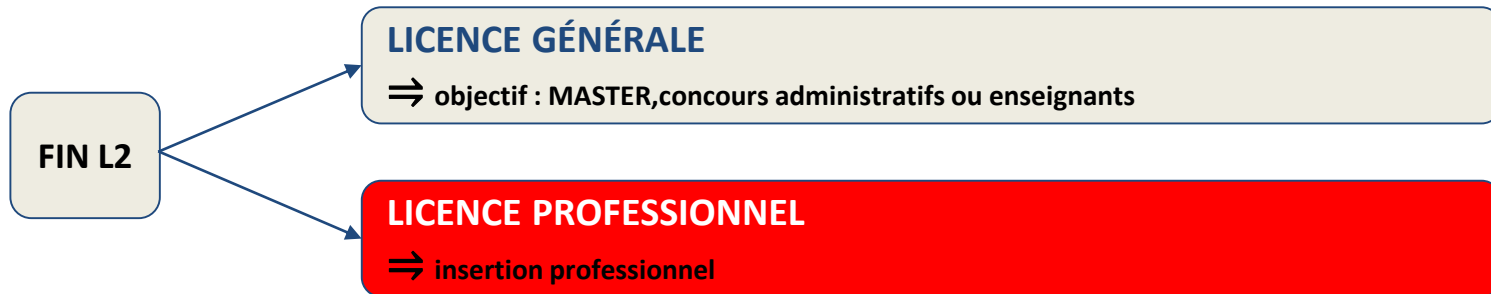 LICENCE GÉNÉRALE
⇒ objectif : MASTER,concours administratifs ou enseignants
FIN L2
LICENCE PROFESSIONNEL
⇒ insertion professionnel